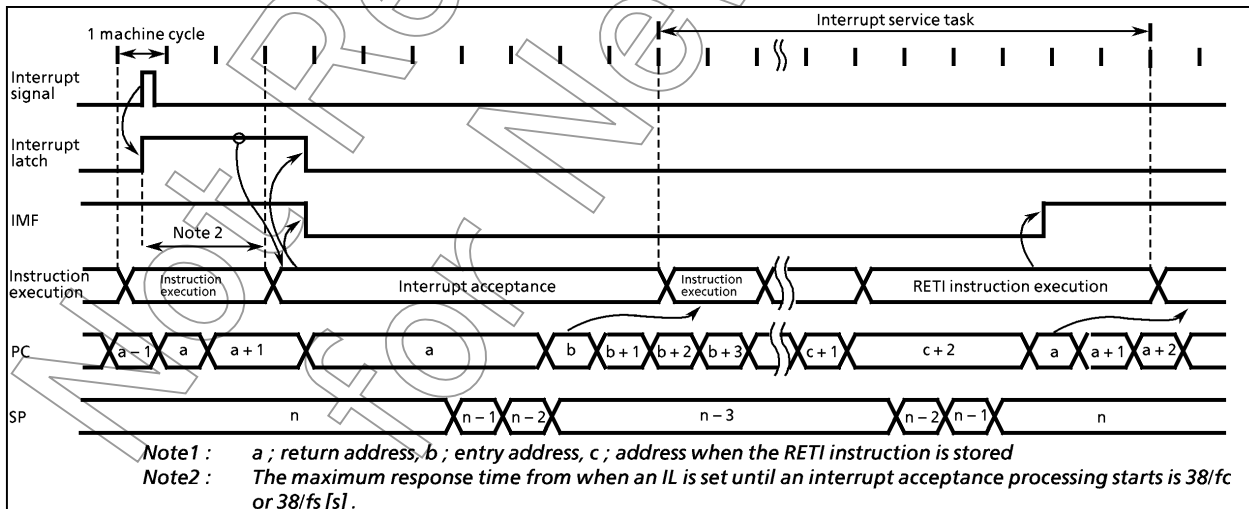 Interrupt service task
1 machine cycle
Interrupt
signal
Interrupt
latch
IMF
Note 2
Instruction
execution
Instruction
execution
Interrupt acceptance
Instruction
execution
RETI instruction execution
PC
a – 1
a
a + 1
a
b
b + 1
b + 2
b + 3
c + 1
c + 2
a
a + 1
a + 2
SP
n
n – 1
n – 2
n – 3
n – 2
n – 1
n
Note1 : a ; return address, b ; entry address, c ; address when the RETI instruction is stored
Note2 : The maximum response time from when an IL is set until an interrupt acceptance processing starts is 38/fc
or 38/fs [s] .